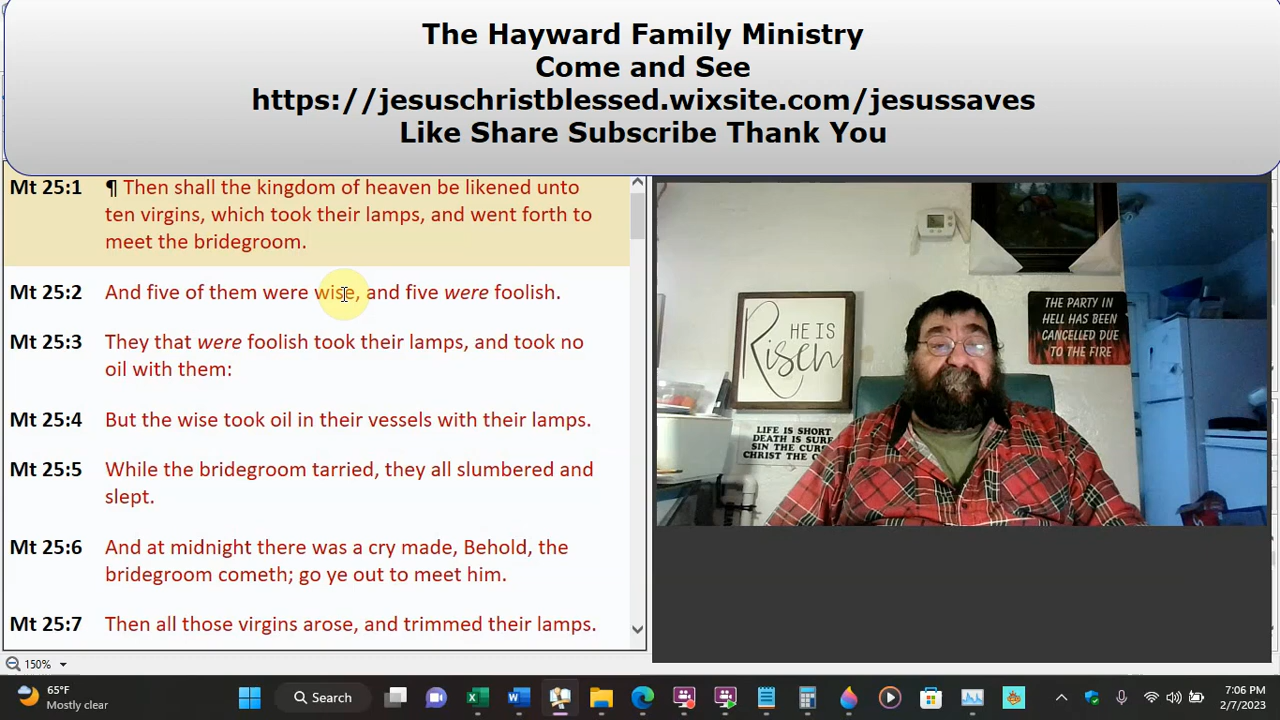 The Hayward Family Ministry
Come and See
https://jesuschristblessed.wixsite.com/jesussaves
Like Share Subscribe Thank You
Mt 25:1 ¶ Then shall the kingdom of heaven be likened unto
ten virgins, which took their lamps, and went forth to
meet the bridegroom.
Mt 25:2 And five of them were wise, and five were foolish.
Mt 25:3 They that were foolish took their lamps, and took no
oil with them:
Mt 25:4 But the wise took oil in their vessels with their lamps.
Mt 25:5 While the bridegroom tarried, they all slumbered and
slept.
Mt 25:6 And at midnight there was a cry made, Behold, the
bridegroom cometh; go ye out to meet him.
Mt 25:7 Then all those virgins arose, and trimmed their lamps.
150%
HE IS
Risen
THE PARTY IN
HELL HAS BEEN
CANCELLED DUE
TO THE FIRE
LIFE IS SHORT
DEATH IS SURE
SIN THE CURS
CHRIST THE C
65°F
Mostly clear
Search
7:06 PM
2/7/2023